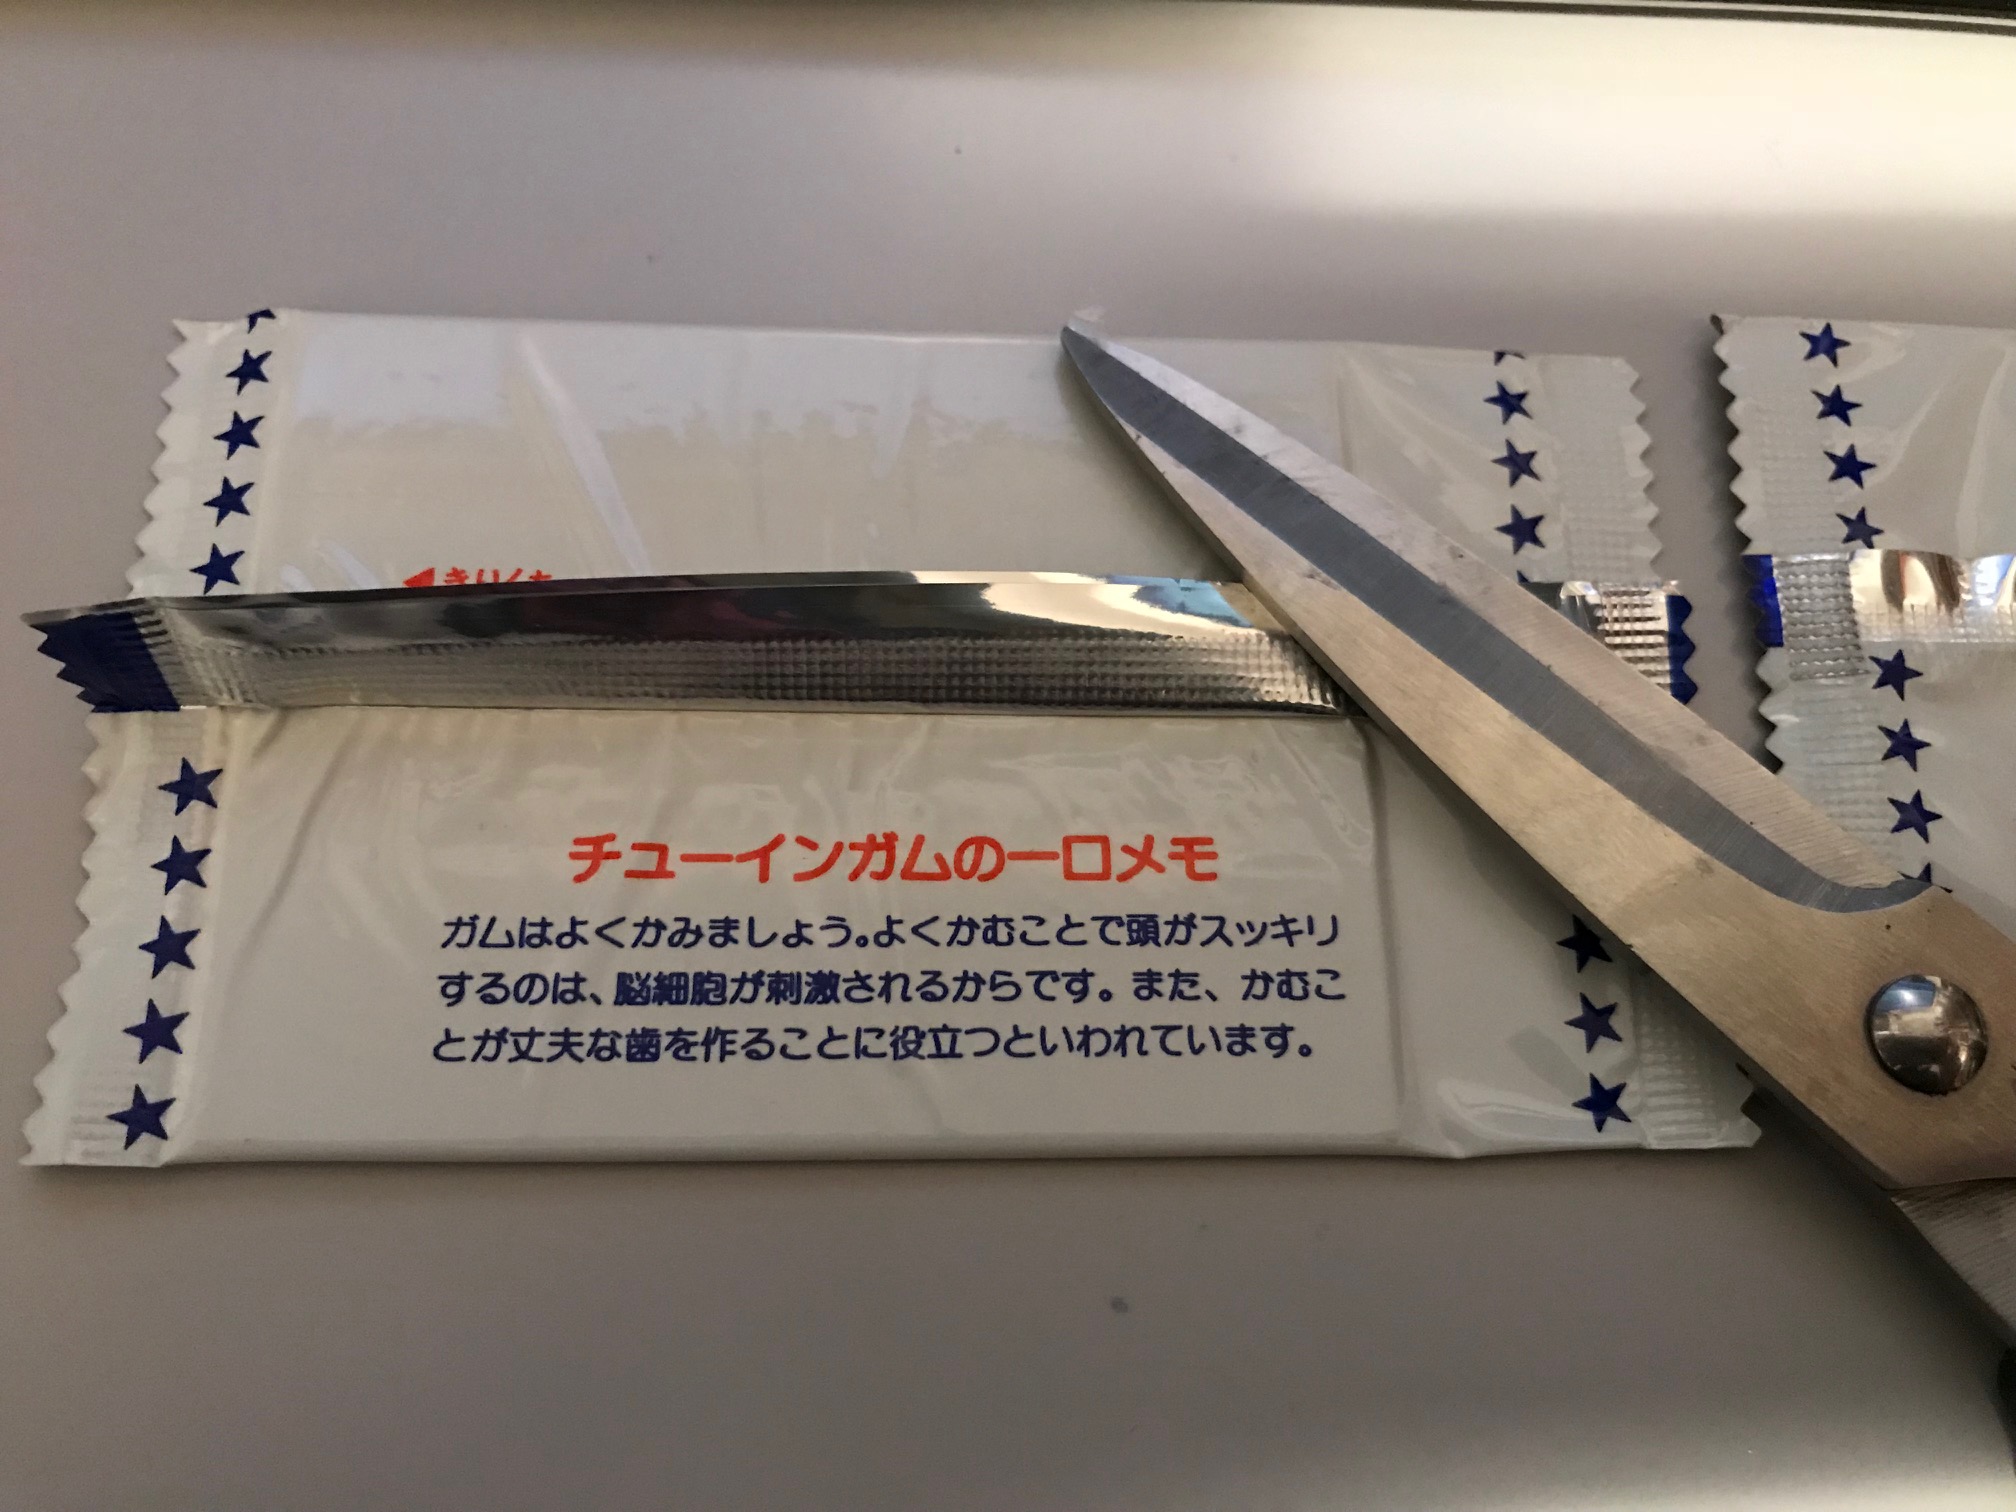 きりくち
チューインガムの一口メモ
ガムはよくかみましょう。よくかむことで頭がスッキリ
するのは、脳細胞が刺激されるからです。また、かむこ
とが丈夫な歯を作ることに役立つといわれています。